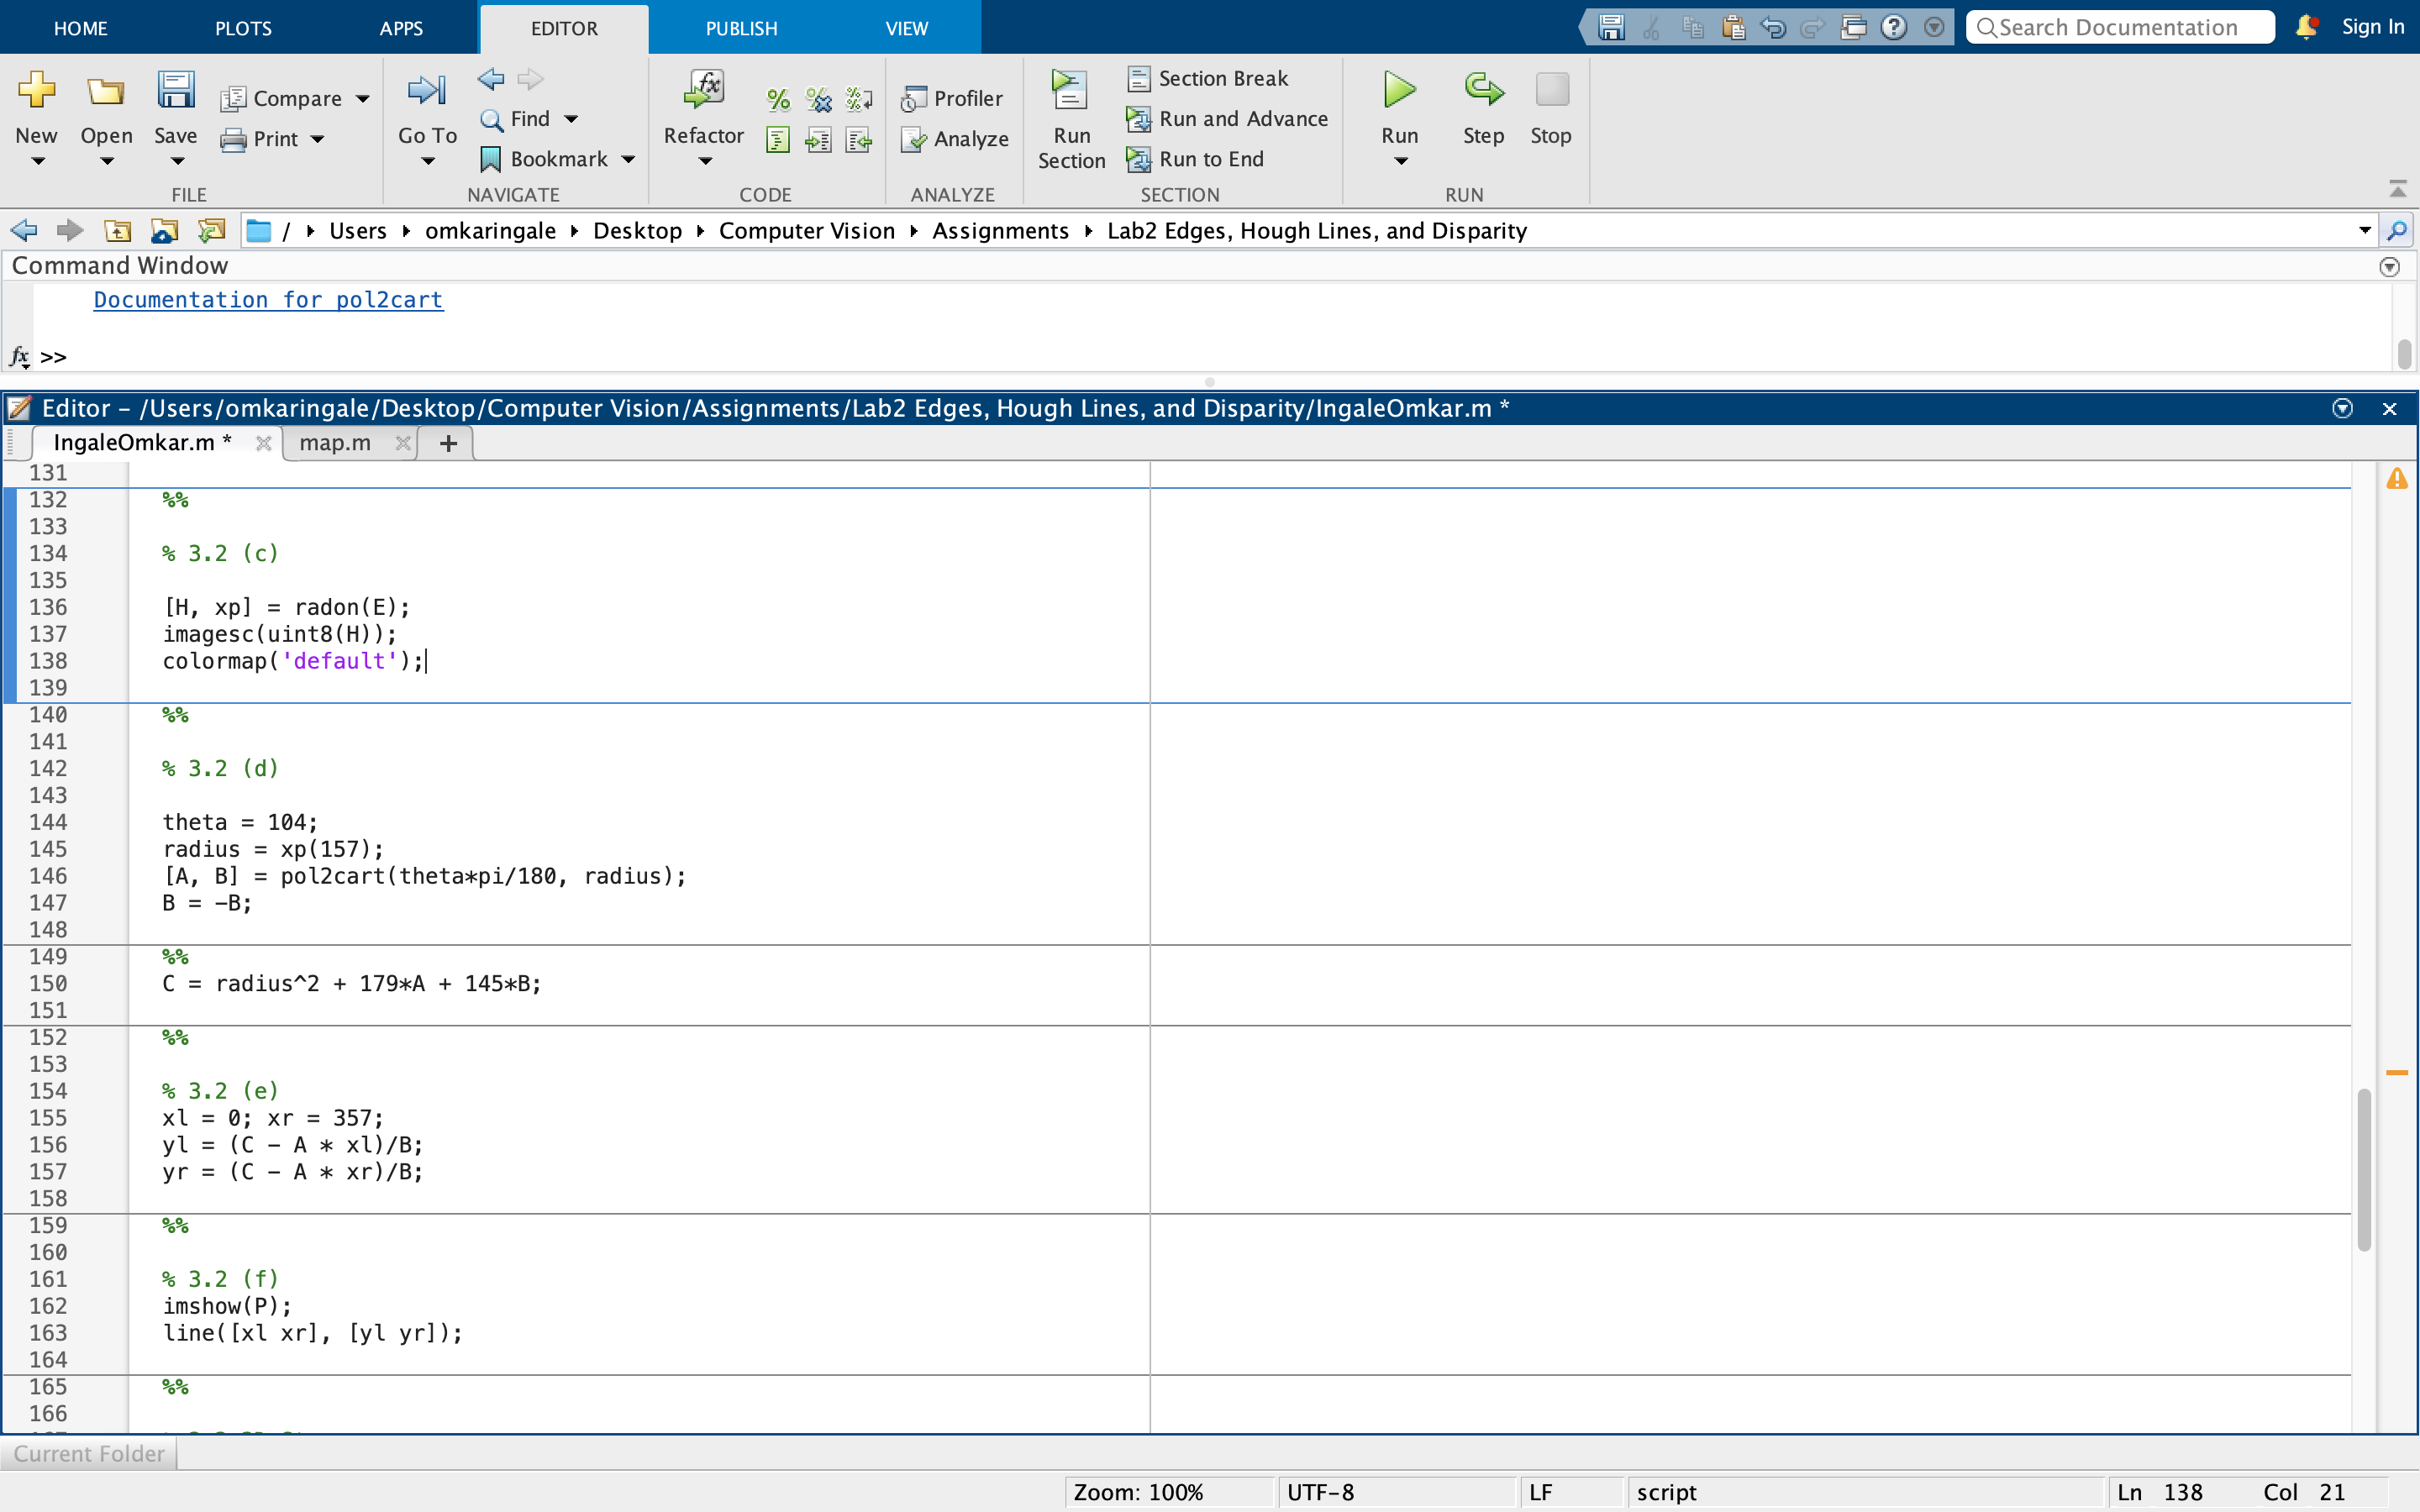 HOME PLOTS APPS EDITOR PUBLISH VIEW Search Documentation Sign In
New Open Save Compare Print
FILE
Go To Find Bookmark
NAVIGATE
Refactor
CODE
Profiler Analyze
ANALYZE
Run Section Section Break Run and Advance Run to End
SECTION
Run Step Stop
RUN
/ Users omkaringale Desktop Computer Vision Assignments Lab2 Edges, Hough Lines, and Disparity
Command Window
Documentation for pol2cart
fx >>
Editor – /Users/omkaringale/Desktop/Computer Vision/Assignments/Lab2 Edges, Hough Lines, and Disparity/IngaleOmkar.m *
IngaleOmkar.m * map.m +
131
132 %%
133
134 % 3.2 (c)
135
136 [H, xp] = radon(E);
137 imagesc(uint8(H));
138 colormap('default');
139
140 %%
141
142 % 3.2 (d)
143
144 theta = 104;
145 radius = xp(157);
146 [A, B] = pol2cart(theta*pi/180, radius);
147 B = -B;
148
149 %%
150 C = radius^2 + 179*A + 145*B;
151
152 %%
153
154 % 3.2 (e)
155 xl = 0; xr = 357;
156 yl = (C - A * xl)/B;
157 yr = (C - A * xr)/B;
158
159 %%
160
161 % 3.2 (f)
162 imshow(P);
163 line([xl xr], [yl yr]);
164
165 %%
166
Current Folder
Zoom: 100% UTF-8 LF script Ln 138 Col 21